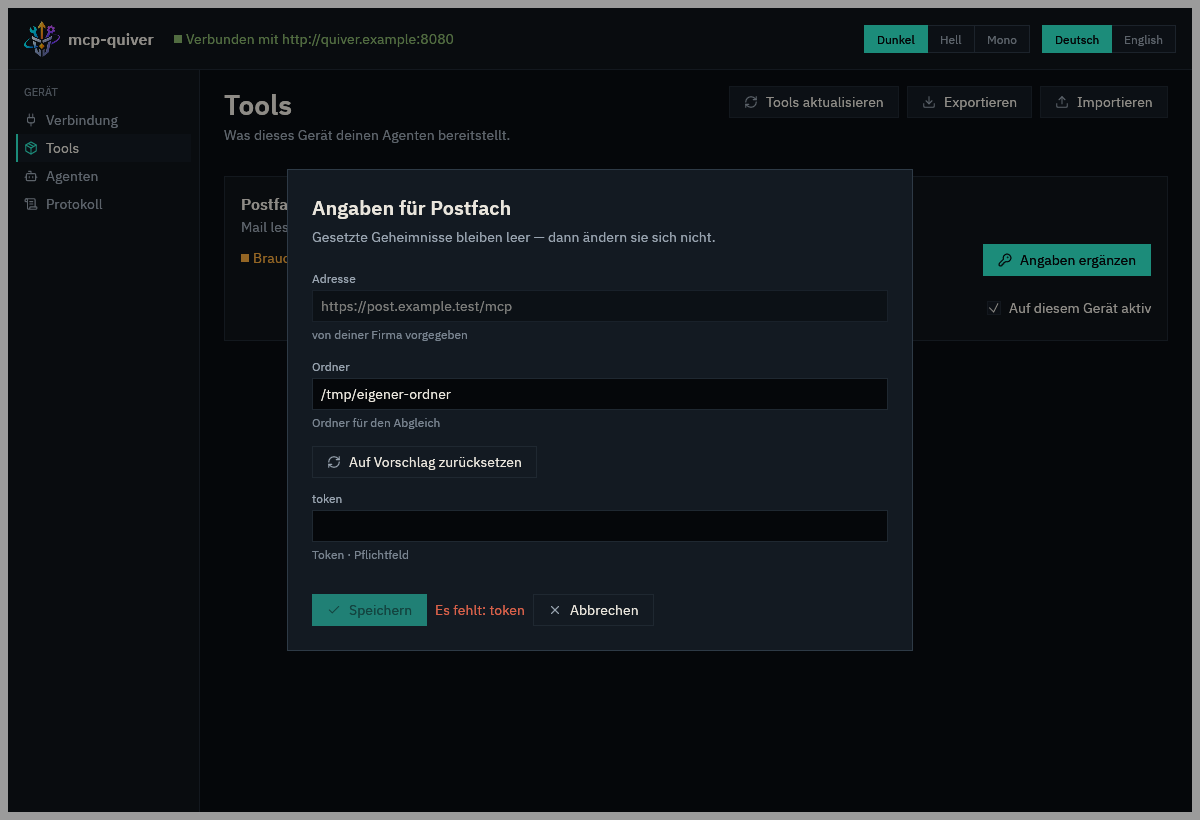 mcp-quiver
Verbunden mit http://quiver.example:8080
Dunkel
Hell
Mono
Deutsch
English
GERÄT
Verbindung
Tools
Agenten
Protokoll
Tools
Was dieses Gerät deinen Agenten bereitstellt.
Tools aktualisieren
Exportieren
Importieren
Postfa
Mail les
Brauc
Angaben ergänzen
Auf diesem Gerät aktiv
Angaben für Postfach
Gesetzte Geheimnisse bleiben leer — dann ändern sie sich nicht.
Adresse
https://post.example.test/mcp
von deiner Firma vorgegeben
Ordner
/tmp/eigener-ordner
Ordner für den Abgleich
Auf Vorschlag zurücksetzen
token
Token · Pflichtfeld
Speichern
Es fehlt: token
Abbrechen